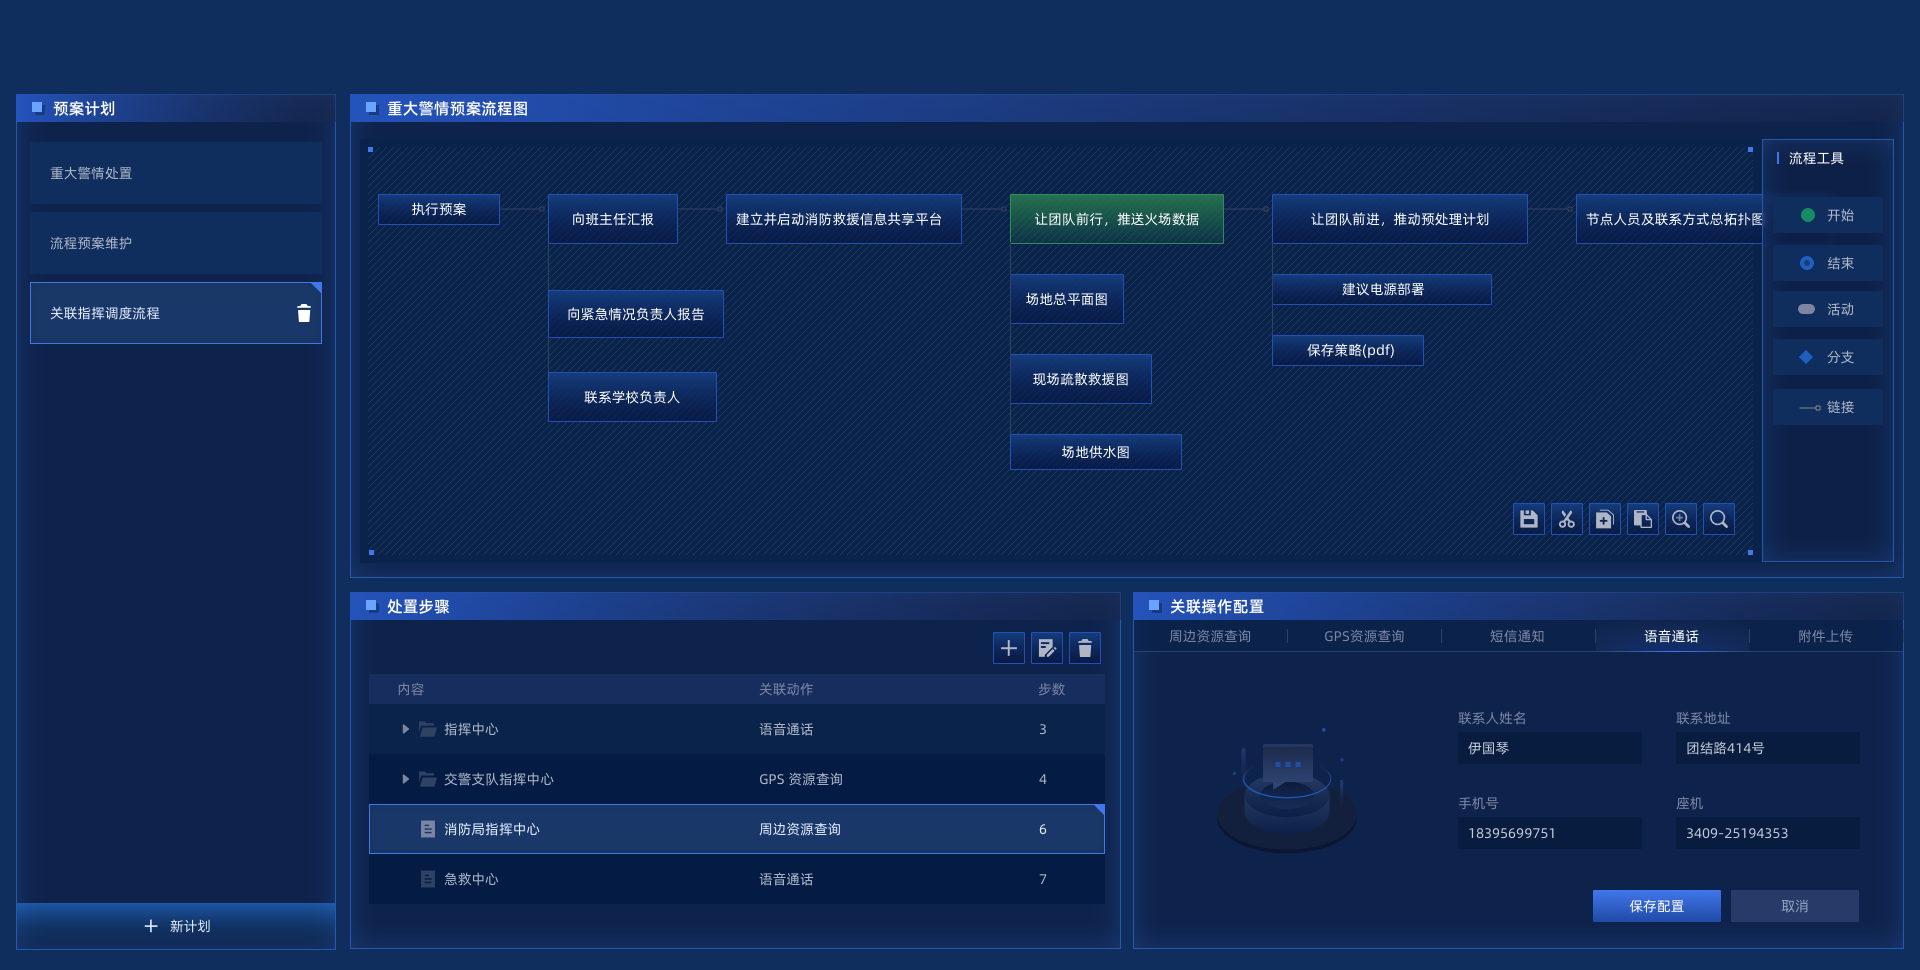 预案计划
重大警情处置
流程预案维护
关联指挥调度流程
新计划
重大警情预案流程图
执行预案
向班主任汇报
建立并启动消防救援信息共享平台
让团队前行，推送火场数据
让团队前进，推动预处理计划
节点人员及联系方式总拓扑图
向紧急情况负责人报告
联系学校负责人
场地总平面图
现场疏散救援图
场地供水图
建议电源部署
保存策略(pdf)
流程工具
开始
结束
活动
分支
链接
处置步骤
内容 关联动作 步数
指挥中心 语音通话 3
交警支队指挥中心 GPS 资源查询 4
消防局指挥中心 周边资源查询 6
急救中心 语音通话 7
关联操作配置
周边资源查询 GPS资源查询 短信通知 语音通话 附件上传
联系人姓名 联系地址
伊国琴 团结路414号
手机号 座机
18395699751 3409-25194353
保存配置 取消